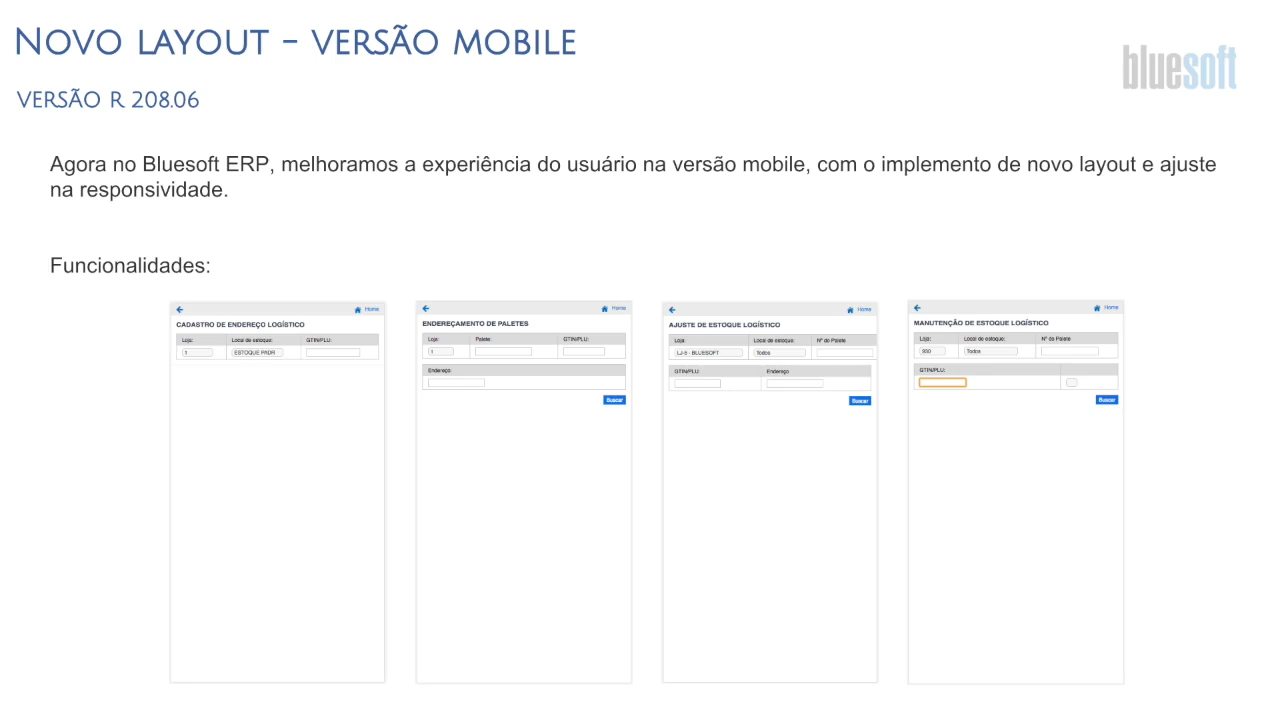 Novo layout - versão mobile
bluesoft
versão R 208.06
Agora no Bluesoft ERP, melhoramos a experiência do usuário na versão mobile, com o implemento de novo layout e ajuste
na responsividade.
Funcionalidades:
Home
CADASTRO DE ENDEREÇO LOGÍSTICO
Loja: Local de estoque: GTIN/PLU:
1 ESTOQUE PADR
Home
ENDEREÇAMENTO DE PALETES
Loja: Palete: GTIN/PLU:
1
Endereço:
Buscar
Home
AJUSTE DE ESTOQUE LOGÍSTICO
Loja: Local de estoque: Nº do Palete
LJ-5 - BLUESOFT Todos
GTIN/PLU: Endereço
Buscar
Home
MANUTENÇÃO DE ESTOQUE LOGÍSTICO
Loja: Local de estoque: Nº do Palete
Todos
GTIN/PLU:
Buscar